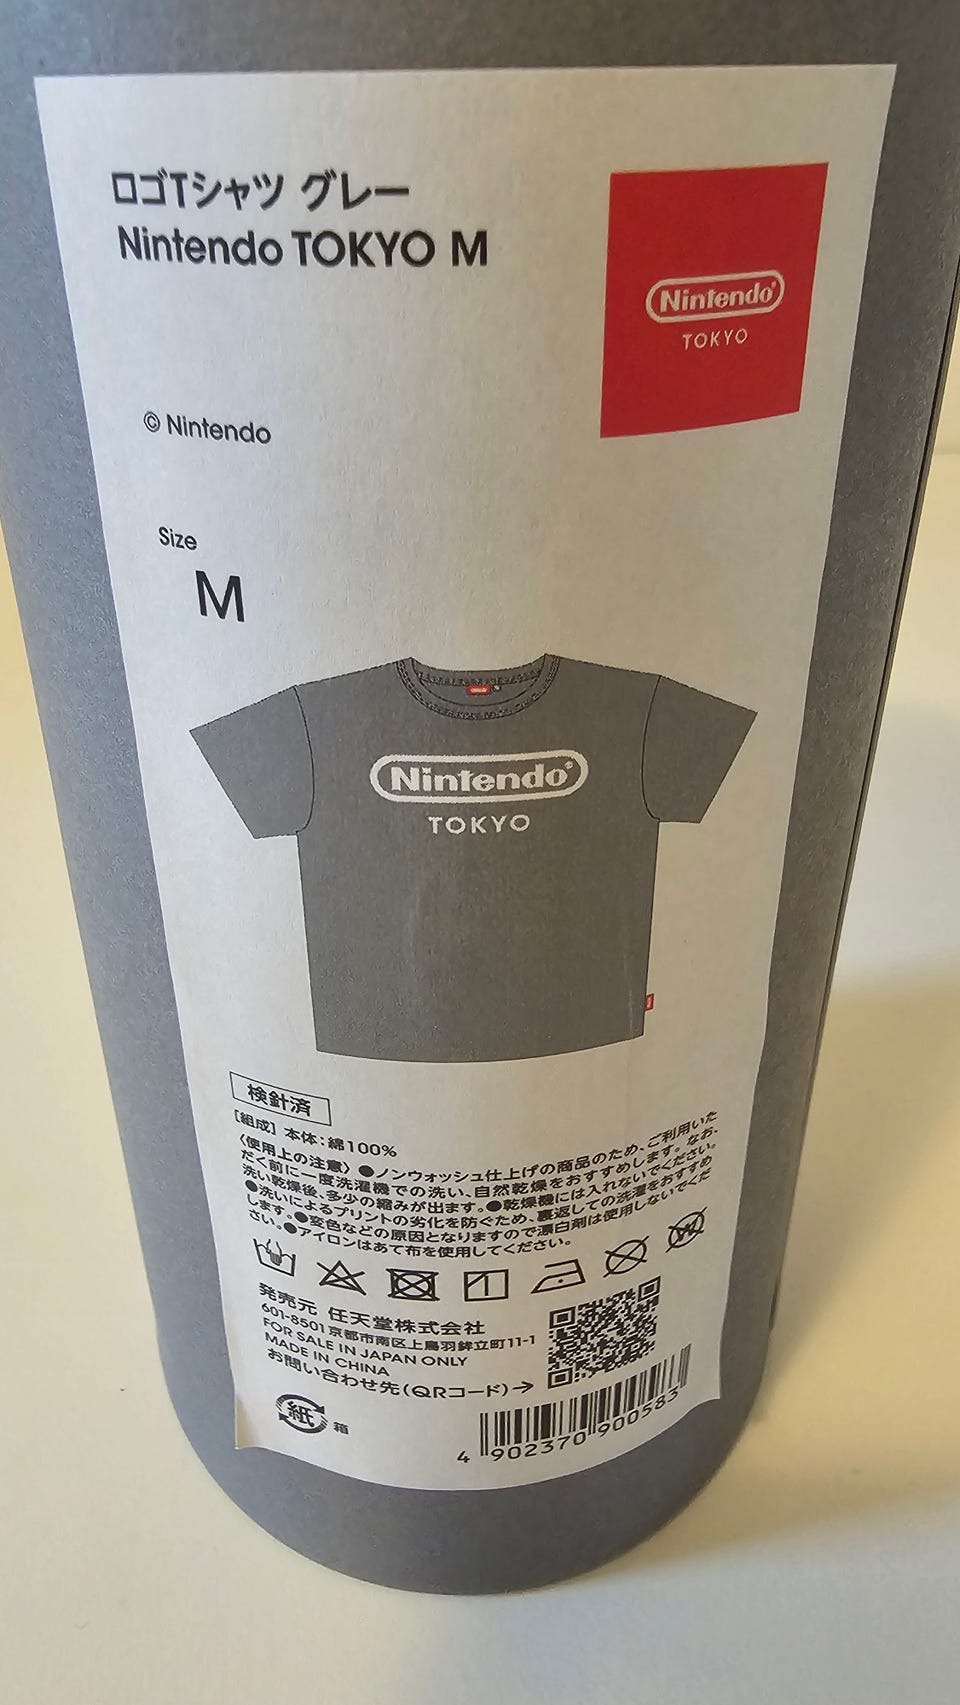 ロゴTシャツ グレー
Nintendo TOKYO M
Nintendo®
TOKYO
© Nintendo
Size
M
Nintendo®
TOKYO
検針済
[組成] 本体:綿100%
〈使用上の注意〉●ノンウォッシュ仕上げの商品のため、ご利用いた
だく前に一度洗濯機での洗い、自然乾燥をおすすめします。なお、
洗い乾燥後、多少の縮みが出ます。●乾燥機には入れないでください。
●洗いによるプリントの劣化を防ぐため、裏返しての洗濯をおすすめ
します。●変色などの原因となりますので漂白剤は使用しないでくだ
さい。●アイロンはあて布を使用してください。
発売元 任天堂株式会社
601-8501 京都市南区上鳥羽鉾立町11-1
FOR SALE IN JAPAN ONLY
MADE IN CHINA
お問い合わせ先(QRコード)→
紙 箱
4 902370 900583